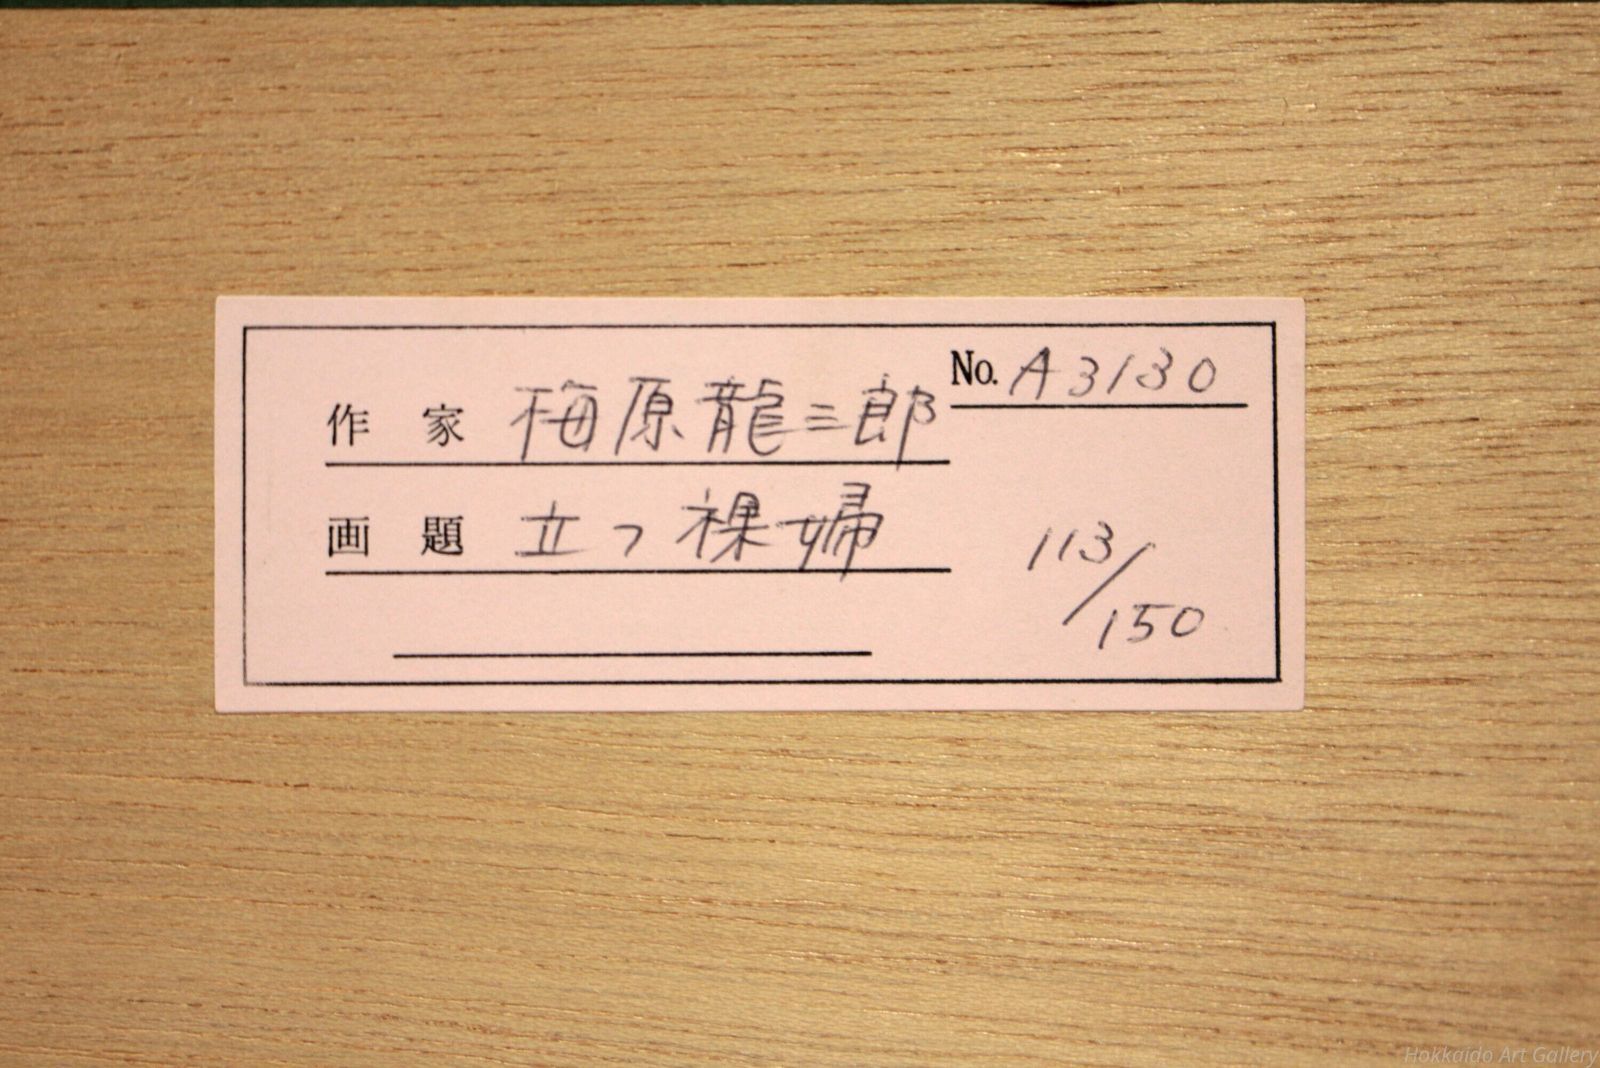 No. A3130
作家 梅原龍三郎
画題 立つ裸婦
113/150
Hokkaido Art Gallery